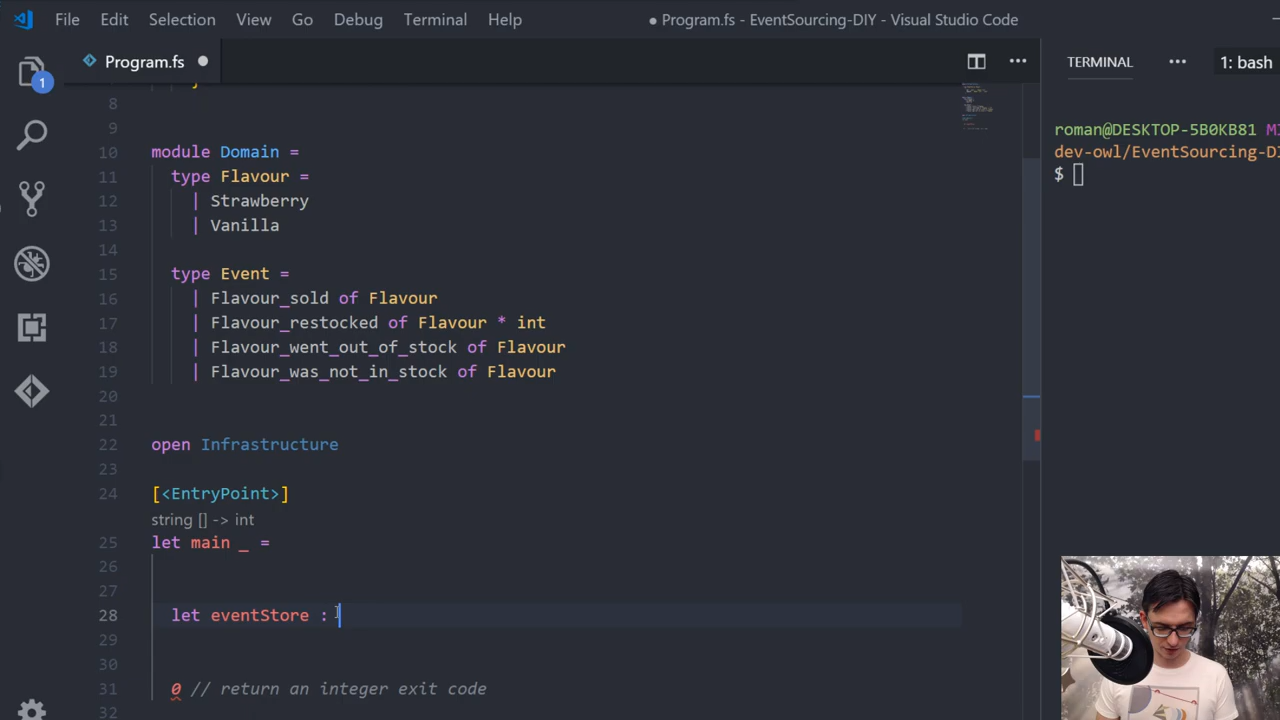 File Edit Selection View Go Debug Terminal Help ● Program.fs - EventSourcing-DIY - Visual Studio Code
Program.fs ●
TERMINAL ••• 1: bash
1
8 }
9
10 module Domain =
11 type Flavour =
12 | Strawberry
13 | Vanilla
14
15 type Event =
16 | Flavour_sold of Flavour
17 | Flavour_restocked of Flavour * int
18 | Flavour_went_out_of_stock of Flavour
19 | Flavour_was_not_in_stock of Flavour
20
21
22 open Infrastructure
23
24 [<EntryPoint>]
string [] -> int
25 let main _ =
26
27
28 let eventStore :
29
30
31 0 // return an integer exit code
32
roman@DESKTOP-5B0KB81 M
dev-owl/EventSourcing-D
$